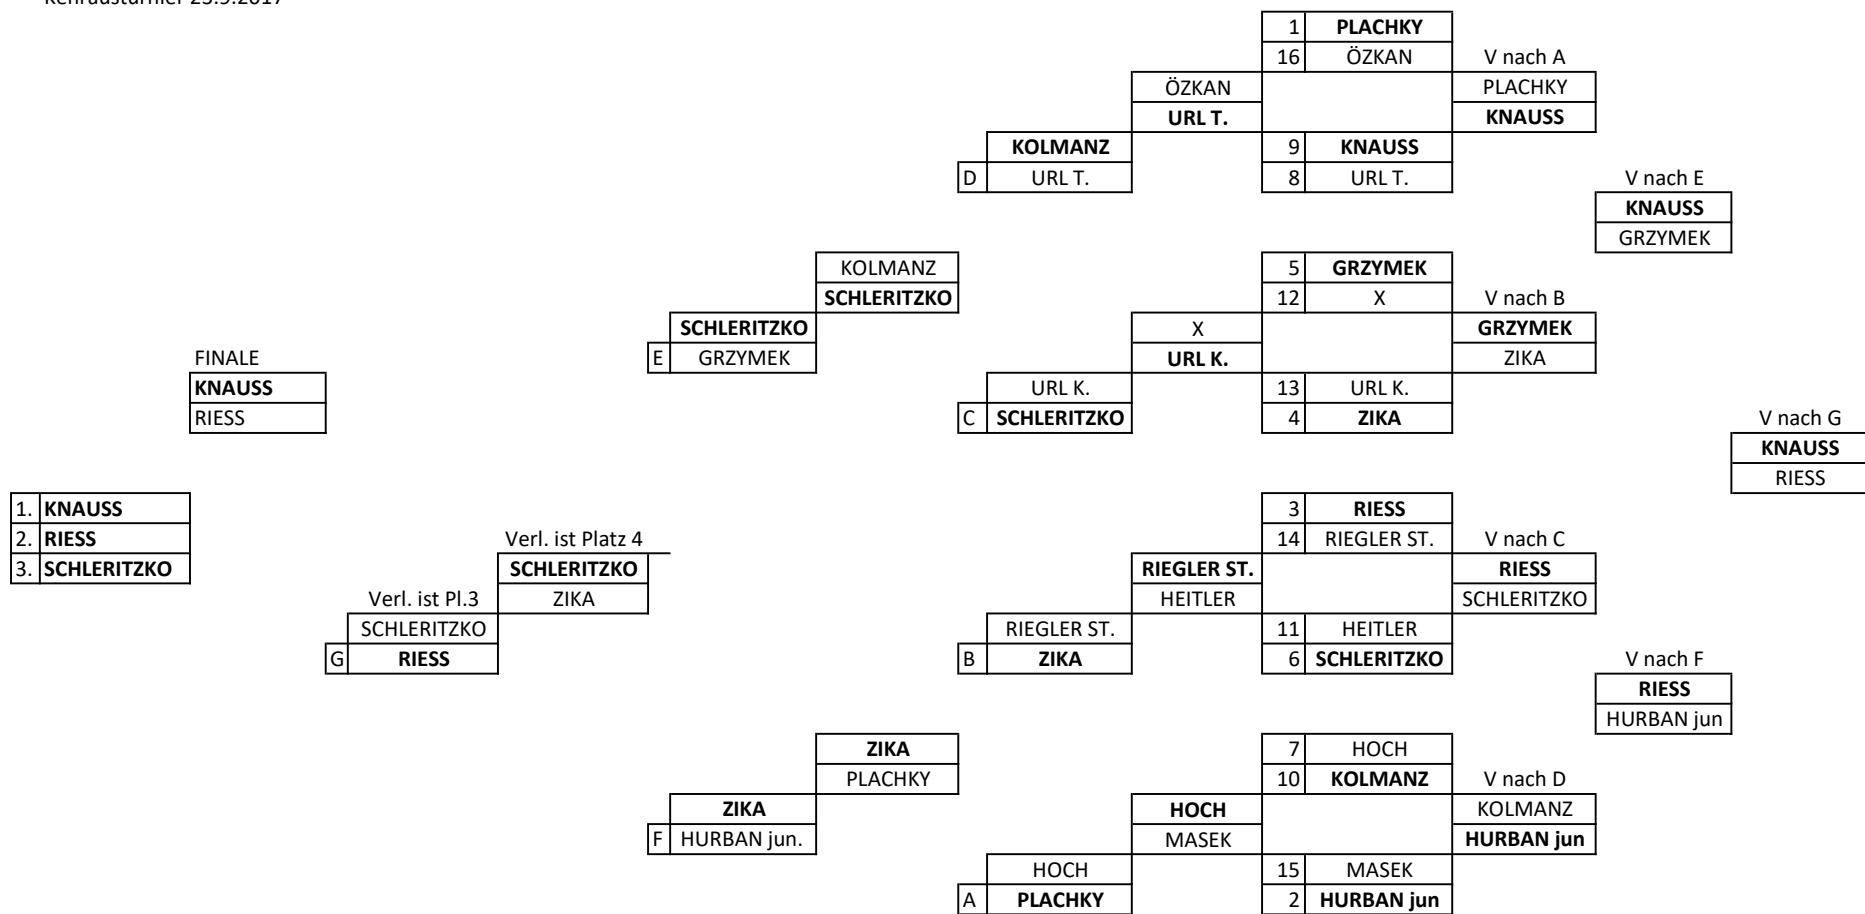 Kehrausturnier 23.9.2017
1 PLACHKY
16 ÖZKAN V nach A
ÖZKAN PLACHKY
URL T. KNAUSS
KOLMANZ 9 KNAUSS
D URL T. 8 URL T. V nach E
KNAUSS
GRZYMEK
KOLMANZ 5 GRZYMEK
SCHLERITZKO 12 X V nach B
SCHLERITZKO X GRZYMEK
FINALE E GRZYMEK URL K. ZIKA
KNAUSS URL K. 13 URL K.
RIESS C SCHLERITZKO 4 ZIKA V nach G
KNAUSS
RIESS
1. KNAUSS 3 RIESS
2. RIESS Verl. ist Platz 4 14 RIEGLER ST. V nach C
3. SCHLERITZKO SCHLERITZKO RIEGLER ST. RIESS
Verl. ist Pl.3 ZIKA HEITLER SCHLERITZKO
SCHLERITZKO RIEGLER ST. 11 HEITLER
G RIESS B ZIKA 6 SCHLERITZKO V nach F
RIESS
HURBAN jun
ZIKA 7 HOCH
PLACHKY 10 KOLMANZ V nach D
ZIKA HOCH KOLMANZ
F HURBAN jun. MASEK HURBAN jun
HOCH 15 MASEK
A PLACHKY 2 HURBAN jun